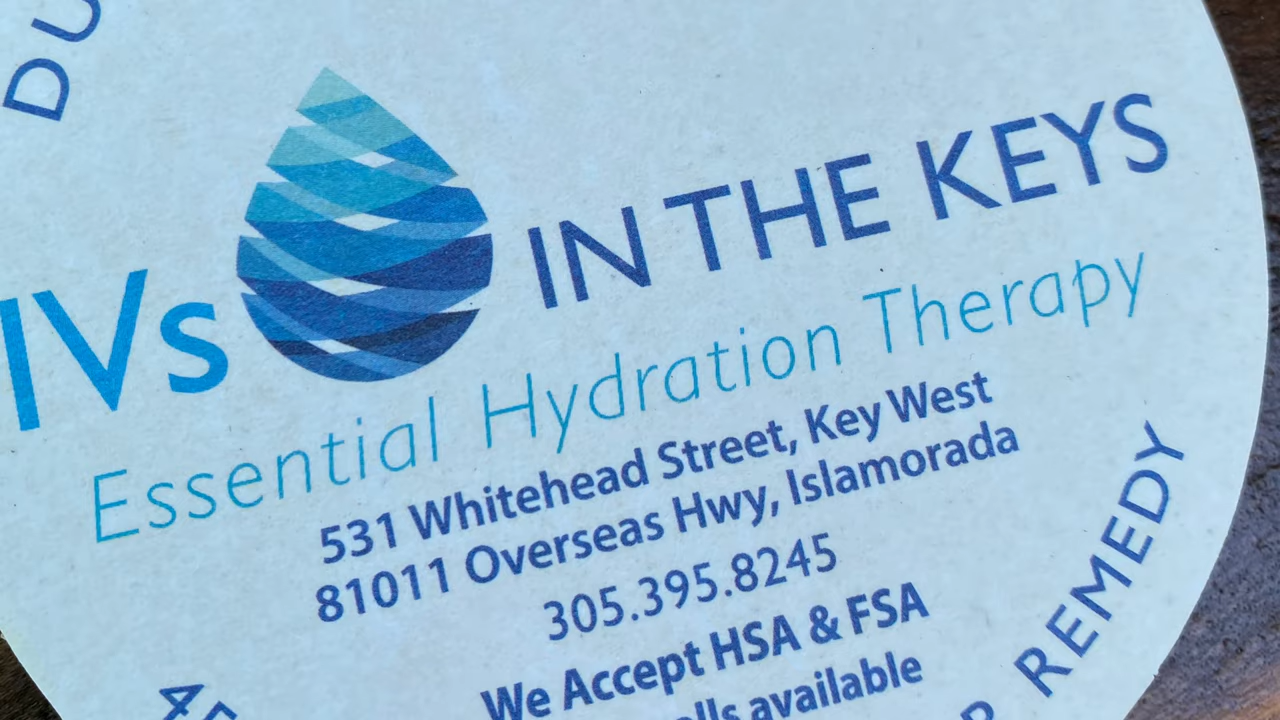 IVs IN THE KEYS
Essential Hydration Therapy
531 Whitehead Street, Key West
81011 Overseas Hwy, Islamorada
305.395.8245
We Accept HSA & FSA
available
REMEDY